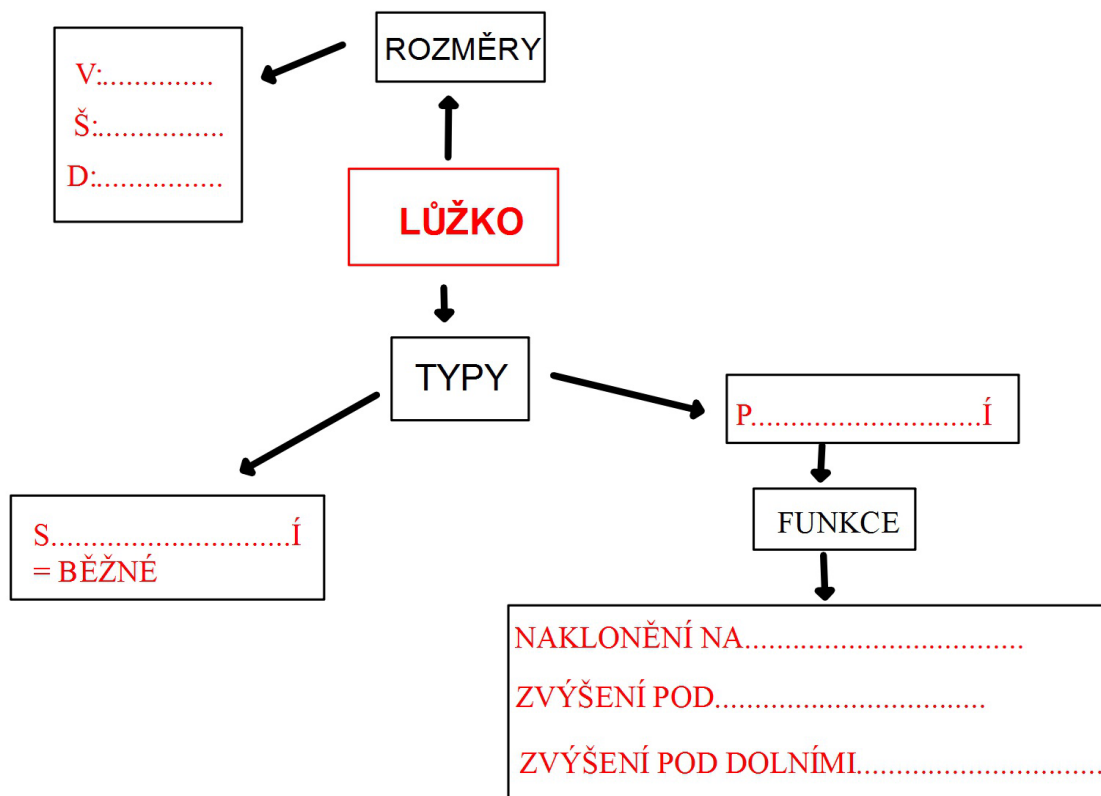 ROZMĚRY
V:..............
Š:................
D:................
LŮŽKO
TYPY
P............................Í
S..............................Í
= BĚŽNÉ
FUNKCE
NAKLONĚNÍ NA...................................
ZVÝŠENÍ POD..................................
ZVÝŠENÍ POD DOLNÍMI...............................